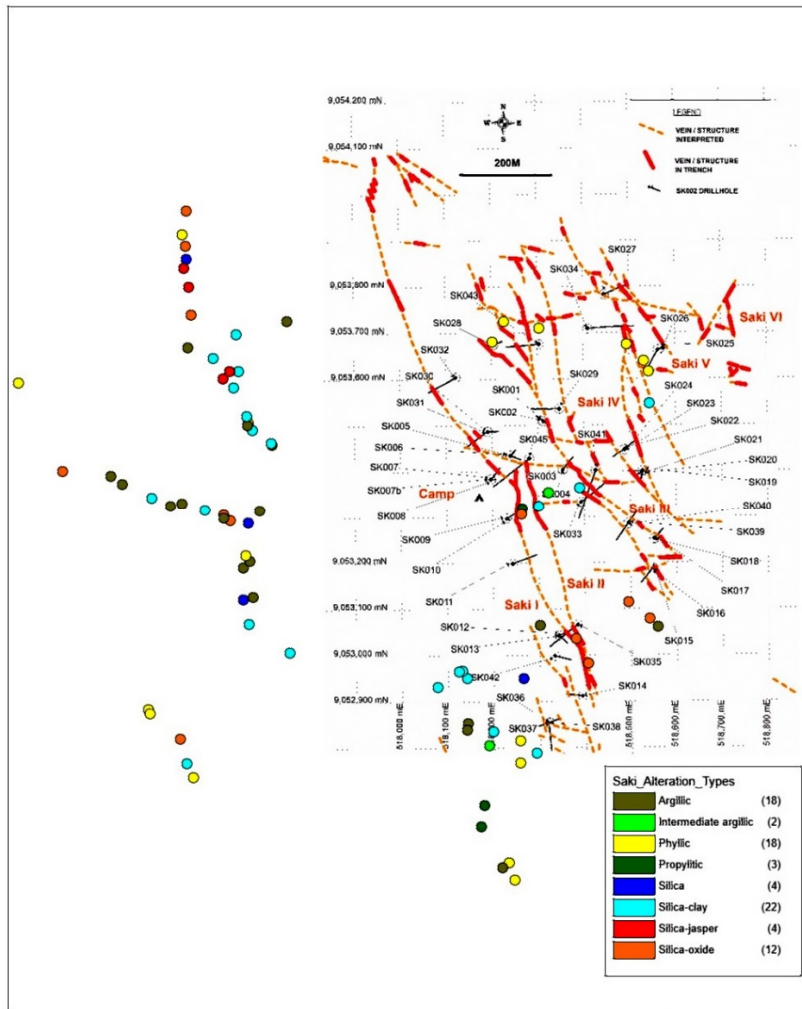 9,054,200 mN
N
W E
S
LEGEND
9,054,100 mN
VEIN / STRUCTURE
INTERPRETED
200M
VEIN / STRUCTURE
IN TRENCH
SK002 DRILLHOLE
SK027
SK034
9,053,800 mN
SK043
Saki VI
SK028
SK026
9,053,700 mN
SK025
SK032
Saki V
SK029
9,053,600 mN
SK030
SK024
SK001
SK031
Saki IV
SK023
SK002
SK022
SK005
SK041
SK045
SK021
SK006
SK020
SK007
SK003
SK019
SK007b
Camp
SK004
SK040
SK008
Saki III
SK039
SK009
SK033
SK018
SK010
9,053,200 mN
Saki II
SK017
SK011
Saki I
SK016
9,053,100 mN
SK012
SK015
SK013
9,053,000 mN
SK035
SK042
SK014
SK036
9,052,900 mN
SK037
SK038
518,000 mE
518,100 mE
518,500 mE
518,600 mE
518,700 mE
518,800 mE
Saki_Alteration_Types
Argillic (18)
Intermediate argillic (2)
Phyllic (18)
Propylitic (3)
Silica (4)
Silica-clay (22)
Silica-jasper (4)
Silica-oxide (12)